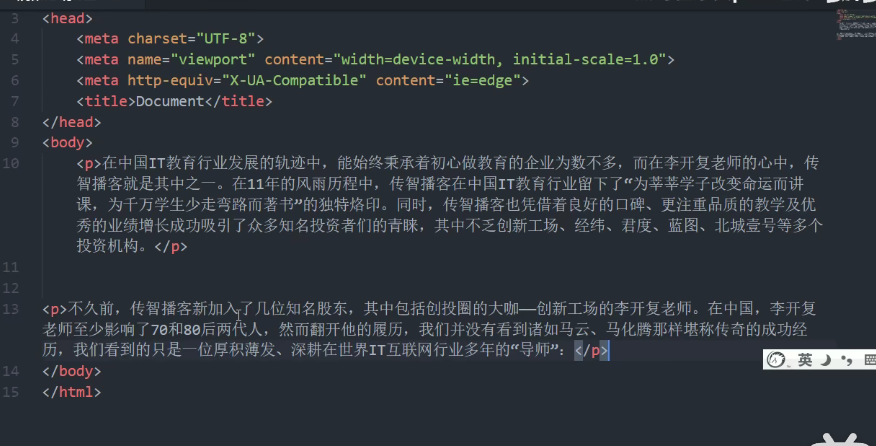 3 <head>
4 <meta charset="UTF-8">
5 <meta name="viewport" content="width=device-width, initial-scale=1.0">
6 <meta http-equiv="X-UA-Compatible" content="ie=edge">
7 <title>Document</title>
8 </head>
9 <body>
10 <p>在中国IT教育行业发展的轨迹中，能始终秉承着初心做教育的企业为数不多，而在李开复老师的心中，传
智播客就是其中之一。在11年的风雨历程中，传智播客在中国IT教育行业留下了“为莘莘学子改变命运而讲
课，为千万学生少走弯路而著书”的独特烙印。同时，传智播客也凭借着良好的口碑、更注重品质的教学及优
秀的业绩增长成功吸引了众多知名投资者们的青睐，其中不乏创新工场、经纬、君度、蓝图、北城壹号等多个
投资机构。</p>
11
12
13 <p>不久前，传智播客新加入了几位知名股东，其中包括创投圈的大咖——创新工场的李开复老师。在中国，李开复
老师至少影响了70和80后两代人，然而翻开他的履历，我们并没有看到诸如马云、马化腾那样堪称传奇的成功经
历，我们看到的只是一位厚积薄发、深耕在世界IT互联网行业多年的“导师”：</p>
英
14 </body>
15 </html>